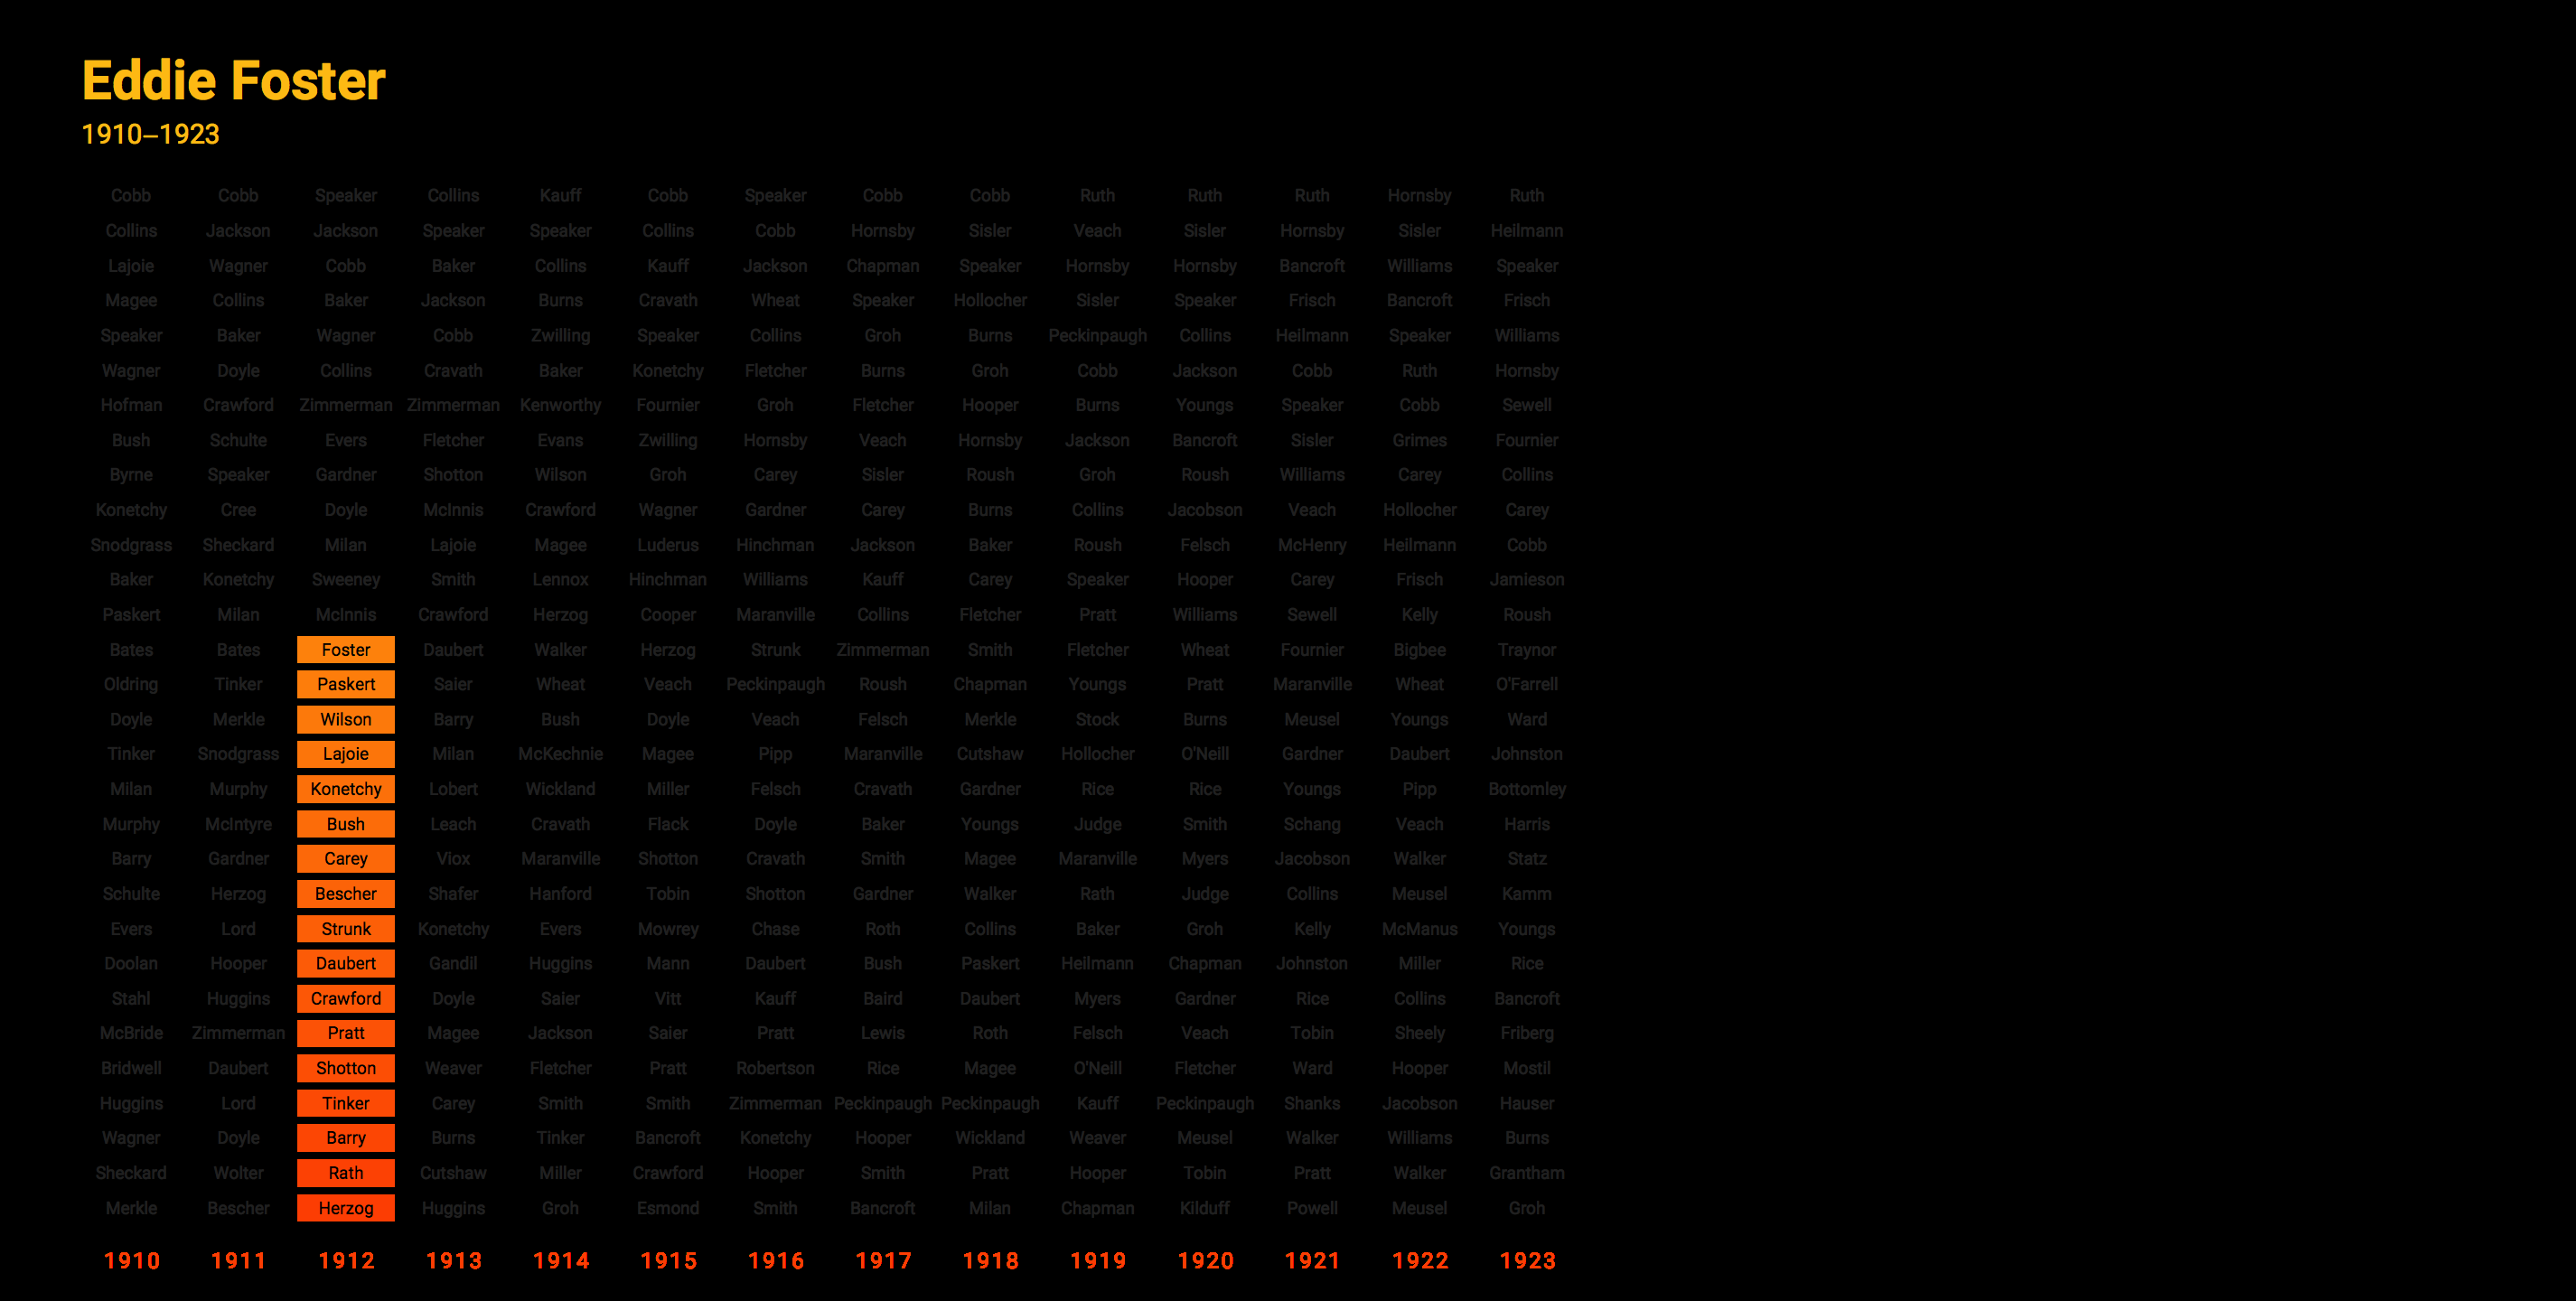 Eddie Foster
1910–1923
Cobb Cobb Speaker Collins Kauff Cobb Speaker Cobb Cobb Ruth Ruth Ruth Hornsby Ruth
Collins Jackson Jackson Speaker Speaker Collins Cobb Hornsby Sisler Veach Sisler Hornsby Sisler Heilmann
Lajoie Wagner Cobb Baker Collins Kauff Jackson Chapman Speaker Hornsby Hornsby Bancroft Williams Speaker
Magee Collins Baker Jackson Burns Cravath Wheat Speaker Hollocher Sisler Speaker Frisch Bancroft Frisch
Speaker Baker Wagner Cobb Zwilling Speaker Collins Groh Burns Peckinpaugh Collins Heilmann Speaker Williams
Wagner Doyle Collins Cravath Baker Konetchy Fletcher Burns Groh Cobb Jackson Cobb Ruth Hornsby
Hofman Crawford Zimmerman Zimmerman Kenworthy Fournier Groh Fletcher Hooper Burns Youngs Speaker Cobb Sewell
Bush Schulte Evers Fletcher Evans Zwilling Hornsby Veach Hornsby Jackson Bancroft Sisler Grimes Fournier
Byrne Speaker Gardner Shotton Wilson Groh Carey Sisler Roush Groh Roush Williams Carey Collins
Konetchy Cree Doyle McInnis Crawford Wagner Gardner Carey Burns Collins Jacobson Veach Hollocher Carey
Snodgrass Sheckard Milan Lajoie Magee Luderus Hinchman Jackson Baker Roush Felsch McHenry Heilmann Cobb
Baker Konetchy Sweeney Smith Lennox Hinchman Williams Kauff Carey Speaker Hooper Carey Frisch Jamieson
Paskert Milan McInnis Crawford Herzog Cooper Maranville Collins Fletcher Pratt Williams Sewell Kelly Roush
Bates Bates Foster Daubert Walker Herzog Strunk Zimmerman Smith Fletcher Wheat Fournier Bigbee Traynor
Oldring Tinker Paskert Saier Wheat Veach Peckinpaugh Roush Chapman Youngs Pratt Maranville Wheat O'Farrell
Doyle Merkle Wilson Barry Bush Doyle Veach Felsch Merkle Stock Burns Meusel Youngs Ward
Tinker Snodgrass Lajoie Milan McKechnie Magee Pipp Maranville Cutshaw Hollocher O'Neill Gardner Daubert Johnston
Milan Murphy Konetchy Lobert Wickland Miller Felsch Cravath Gardner Rice Rice Youngs Pipp Bottomley
Murphy McIntyre Bush Leach Cravath Flack Doyle Baker Youngs Judge Smith Schang Veach Harris
Barry Gardner Carey Viox Maranville Shotton Cravath Smith Magee Maranville Myers Jacobson Walker Statz
Schulte Herzog Bescher Shafer Hanford Tobin Shotton Gardner Walker Rath Judge Collins Meusel Kamm
Evers Lord Strunk Konetchy Evers Mowrey Chase Roth Collins Baker Groh Kelly McManus Youngs
Doolan Hooper Daubert Gandil Huggins Mann Daubert Bush Paskert Heilmann Chapman Johnston Miller Rice
Stahl Huggins Crawford Doyle Saier Vitt Kauff Baird Daubert Myers Gardner Rice Collins Bancroft
McBride Zimmerman Pratt Magee Jackson Saier Pratt Lewis Roth Felsch Veach Tobin Sheely Friberg
Bridwell Daubert Shotton Weaver Fletcher Pratt Robertson Rice Magee O'Neill Fletcher Ward Hooper Mostil
Huggins Lord Tinker Carey Smith Smith Zimmerman Peckinpaugh Peckinpaugh Kauff Peckinpaugh Shanks Jacobson Hauser
Wagner Doyle Barry Burns Tinker Bancroft Konetchy Hooper Wickland Weaver Meusel Walker Williams Burns
Sheckard Wolter Rath Cutshaw Miller Crawford Hooper Smith Pratt Hooper Tobin Pratt Walker Grantham
Merkle Bescher Herzog Huggins Groh Esmond Smith Bancroft Milan Chapman Kilduff Powell Meusel Groh
1910 1911 1912 1913 1914 1915 1916 1917 1918 1919 1920 1921 1922 1923